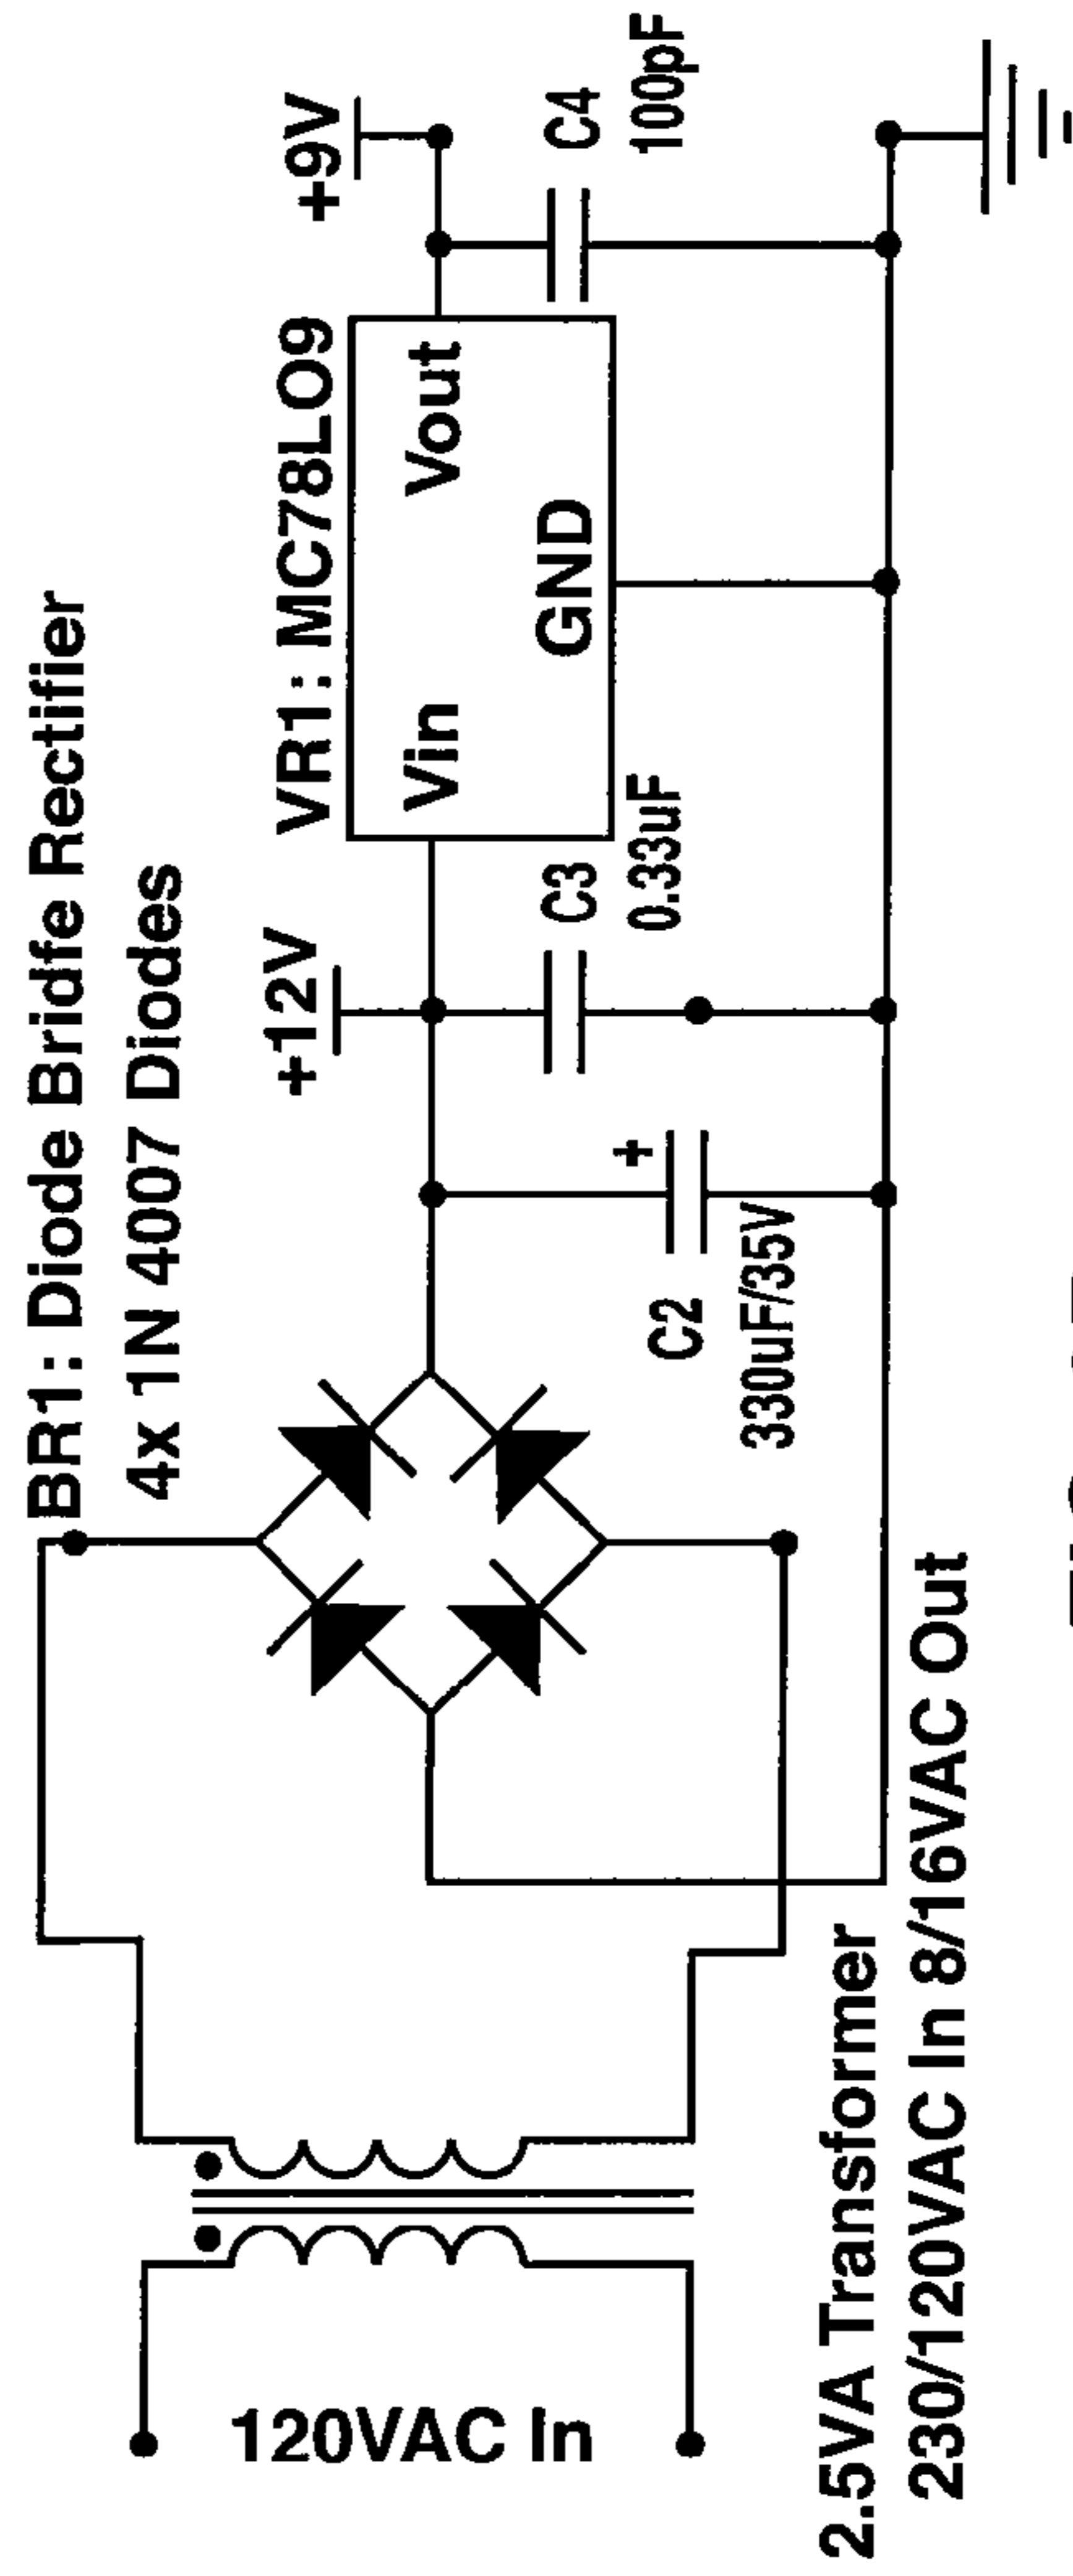 BR1: Diode Bridfe Rectifier
4x 1N 4007 Diodes
+12V
VR1: MC78LO9
+9V
Vin
Vout
GND
C3
0.33uF
C4
100pF
+
C2
330uF/35V
120VAC In
2.5VA Transformer
230/120VAC In 8/16VAC Out